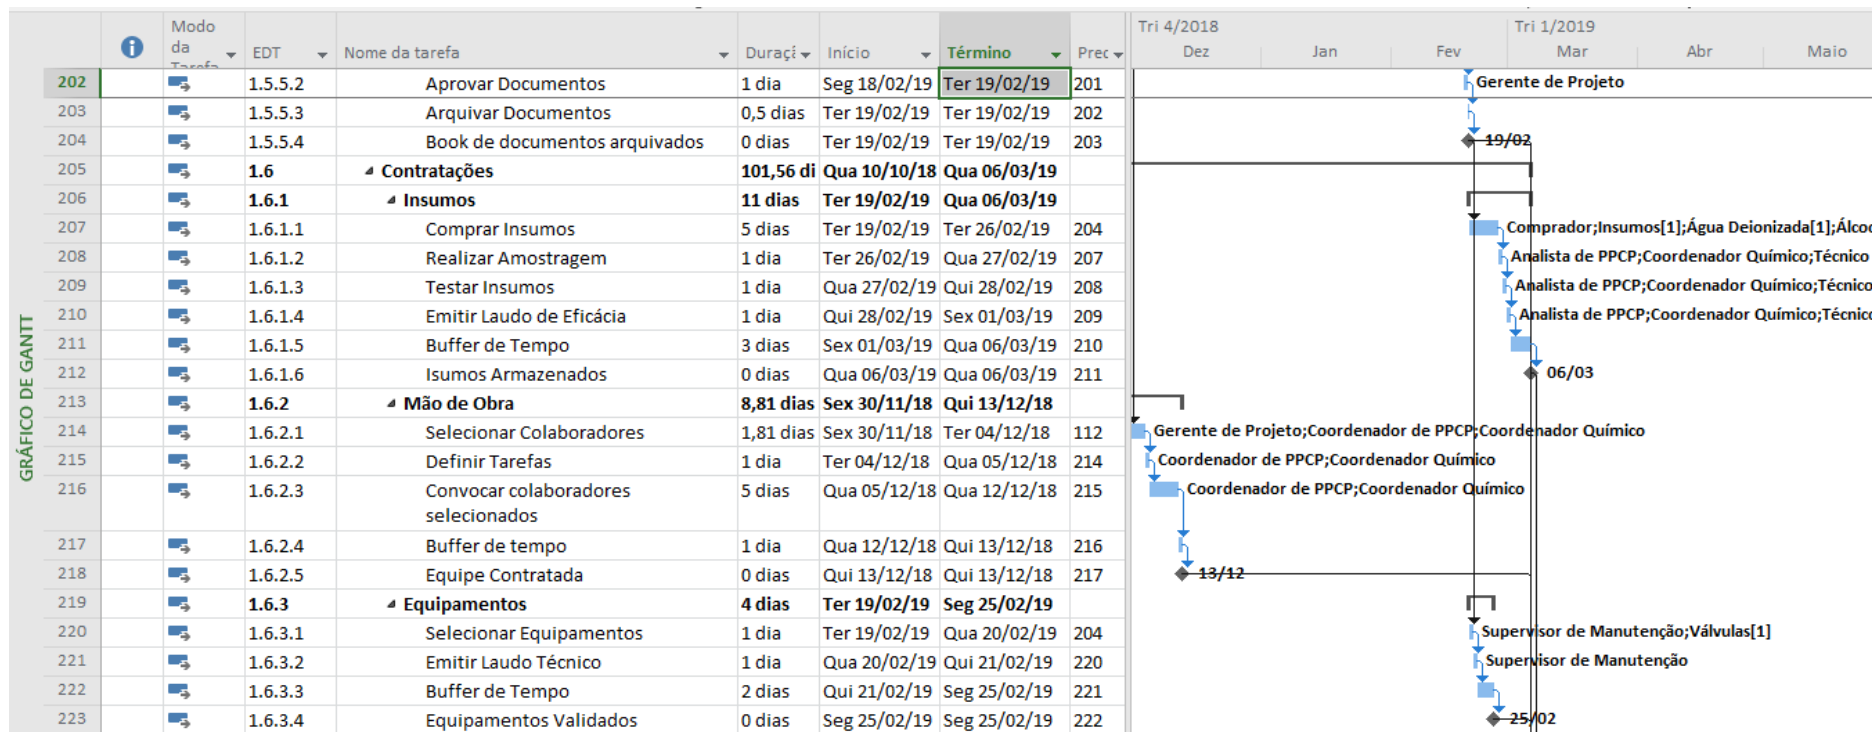 Tri 4/2018 Tri 1/2019
Modo da Tarefa EDT Nome da tarefa Duraçã Início Término Prec Dez Jan Fev Mar Abr Maio
202 1.5.5.2 Aprovar Documentos 1 dia Seg 18/02/19 Ter 19/02/19 201 Gerente de Projeto
203 1.5.5.3 Arquivar Documentos 0,5 dias Ter 19/02/19 Ter 19/02/19 202
204 1.5.5.4 Book de documentos arquivados 0 dias Ter 19/02/19 Ter 19/02/19 203 19/02
205 1.6 Contratações 101,56 di Qua 10/10/18 Qua 06/03/19
206 1.6.1 Insumos 11 dias Ter 19/02/19 Qua 06/03/19
207 1.6.1.1 Comprar Insumos 5 dias Ter 19/02/19 Ter 26/02/19 204 Comprador;Insumos[1];Água Deionizada[1];Álcoo
208 1.6.1.2 Realizar Amostragem 1 dia Ter 26/02/19 Qua 27/02/19 207 Analista de PPCP;Coordenador Químico;Técnico
209 1.6.1.3 Testar Insumos 1 dia Qua 27/02/19 Qui 28/02/19 208 Analista de PPCP;Coordenador Químico;Técnico
210 1.6.1.4 Emitir Laudo de Eficácia 1 dia Qui 28/02/19 Sex 01/03/19 209 Analista de PPCP;Coordenador Químico;Técnico
211 1.6.1.5 Buffer de Tempo 3 dias Sex 01/03/19 Qua 06/03/19 210
212 1.6.1.6 Isumos Armazenados 0 dias Qua 06/03/19 Qua 06/03/19 211 06/03
213 1.6.2 Mão de Obra 8,81 dias Sex 30/11/18 Qui 13/12/18
214 1.6.2.1 Selecionar Colaboradores 1,81 dias Sex 30/11/18 Ter 04/12/18 112 Gerente de Projeto;Coordenador de PPCP;Coordenador Químico
215 1.6.2.2 Definir Tarefas 1 dia Ter 04/12/18 Qua 05/12/18 214 Coordenador de PPCP;Coordenador Químico
216 1.6.2.3 Convocar colaboradores 5 dias Qua 05/12/18 Qua 12/12/18 215 Coordenador de PPCP;Coordenador Químico
selecionados
217 1.6.2.4 Buffer de tempo 1 dia Qua 12/12/18 Qui 13/12/18 216
218 1.6.2.5 Equipe Contratada 0 dias Qui 13/12/18 Qui 13/12/18 217 13/12
219 1.6.3 Equipamentos 4 dias Ter 19/02/19 Seg 25/02/19
220 1.6.3.1 Selecionar Equipamentos 1 dia Ter 19/02/19 Qua 20/02/19 204 Supervisor de Manutenção;Válvulas[1]
221 1.6.3.2 Emitir Laudo Técnico 1 dia Qua 20/02/19 Qui 21/02/19 220 Supervisor de Manutenção
222 1.6.3.3 Buffer de Tempo 2 dias Qui 21/02/19 Seg 25/02/19 221
223 1.6.3.4 Equipamentos Validados 0 dias Seg 25/02/19 Seg 25/02/19 222 25/02
GRÁFICO DE GANTT